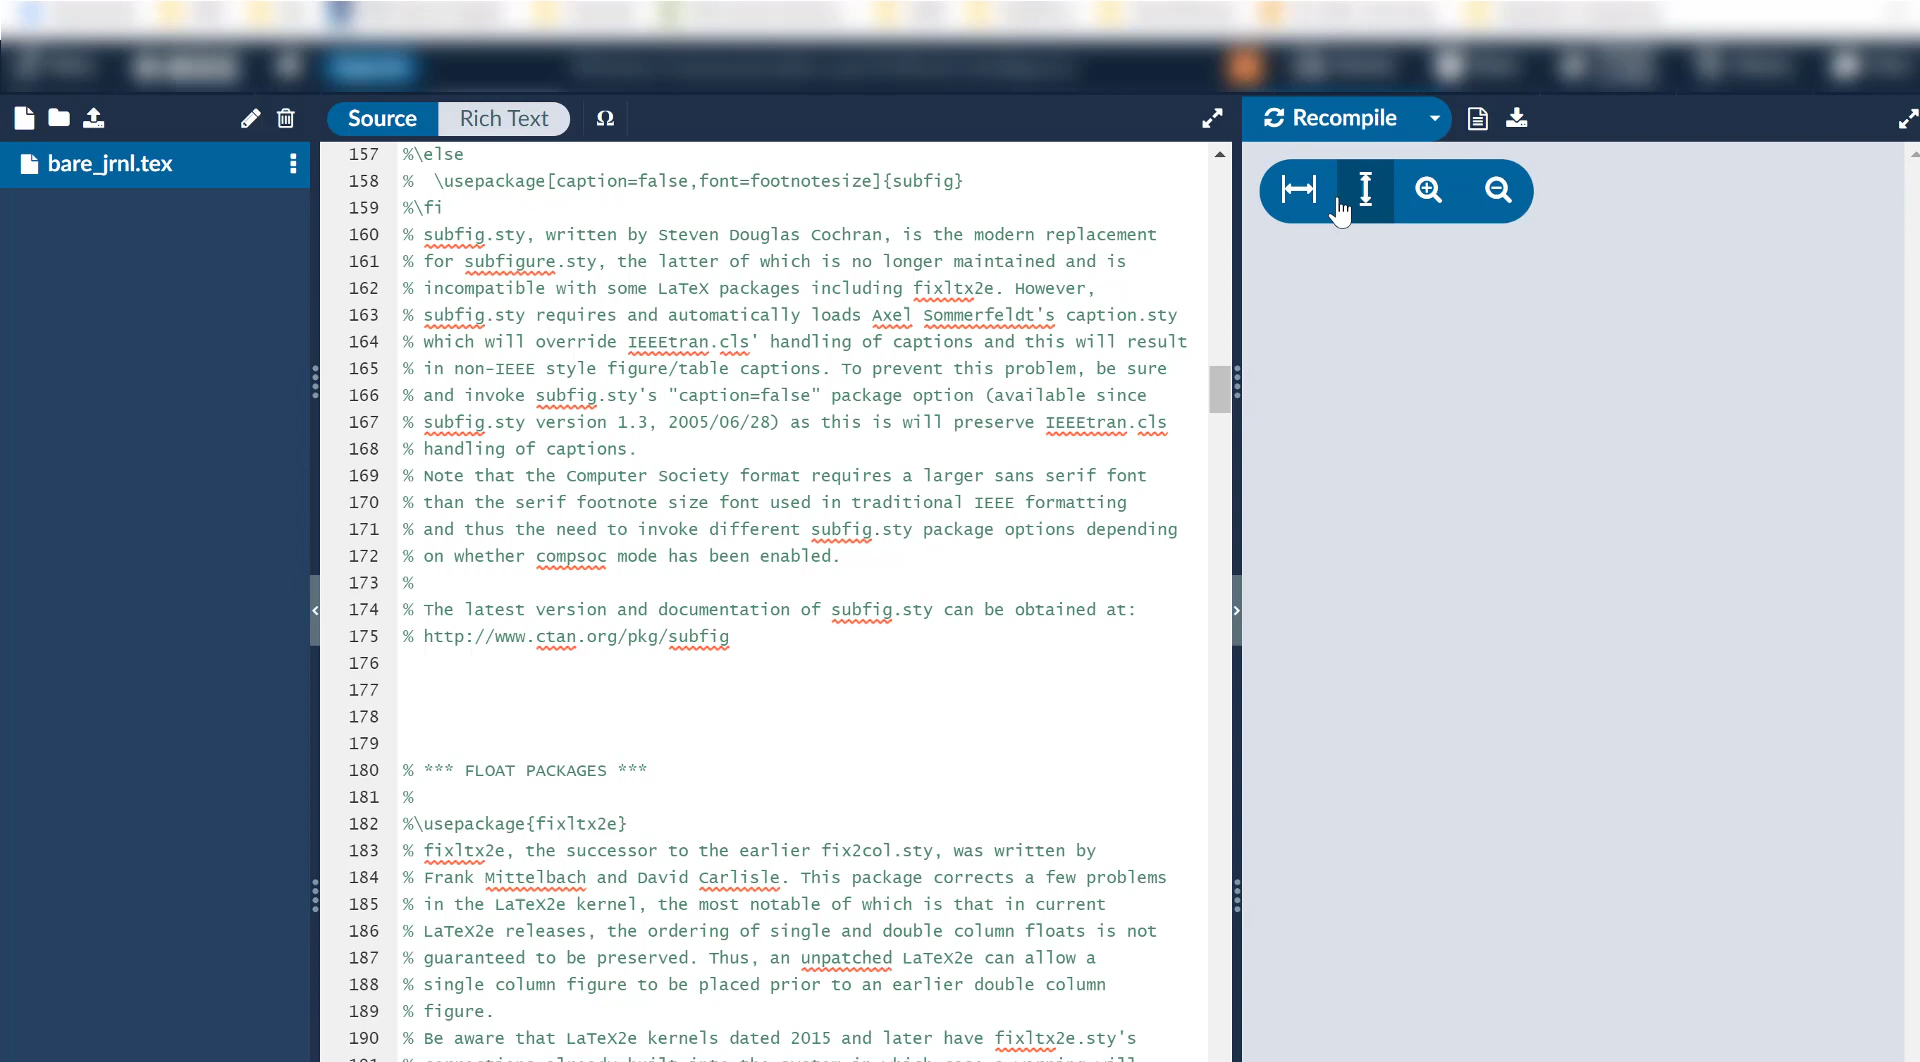 Source Rich Text Ω
Recompile
bare_jrnl.tex
157 %\else
158 %  \usepackage[caption=false,font=footnotesize]{subfig}
159 %\fi
160 % subfig.sty, written by Steven Douglas Cochran, is the modern replacement
161 % for subfigure.sty, the latter of which is no longer maintained and is
162 % incompatible with some LaTeX packages including fixltx2e. However,
163 % subfig.sty requires and automatically loads Axel Sommerfeldt's caption.sty
164 % which will override IEEEtran.cls' handling of captions and this will result
165 % in non-IEEE style figure/table captions. To prevent this problem, be sure
166 % and invoke subfig.sty's "caption=false" package option (available since
167 % subfig.sty version 1.3, 2005/06/28) as this is will preserve IEEEtran.cls
168 % handling of captions.
169 % Note that the Computer Society format requires a larger sans serif font
170 % than the serif footnote size font used in traditional IEEE formatting
171 % and thus the need to invoke different subfig.sty package options depending
172 % on whether compsoc mode has been enabled.
173 %
174 % The latest version and documentation of subfig.sty can be obtained at:
175 % http://www.ctan.org/pkg/subfig
176
177
178
179
180 % *** FLOAT PACKAGES ***
181 %
182 %\usepackage{fixltx2e}
183 % fixltx2e, the successor to the earlier fix2col.sty, was written by
184 % Frank Mittelbach and David Carlisle. This package corrects a few problems
185 % in the LaTeX2e kernel, the most notable of which is that in current
186 % LaTeX2e releases, the ordering of single and double column floats is not
187 % guaranteed to be preserved. Thus, an unpatched LaTeX2e can allow a
188 % single column figure to be placed prior to an earlier double column
189 % figure.
190 % Be aware that LaTeX2e kernels dated 2015 and later have fixltx2e.sty's